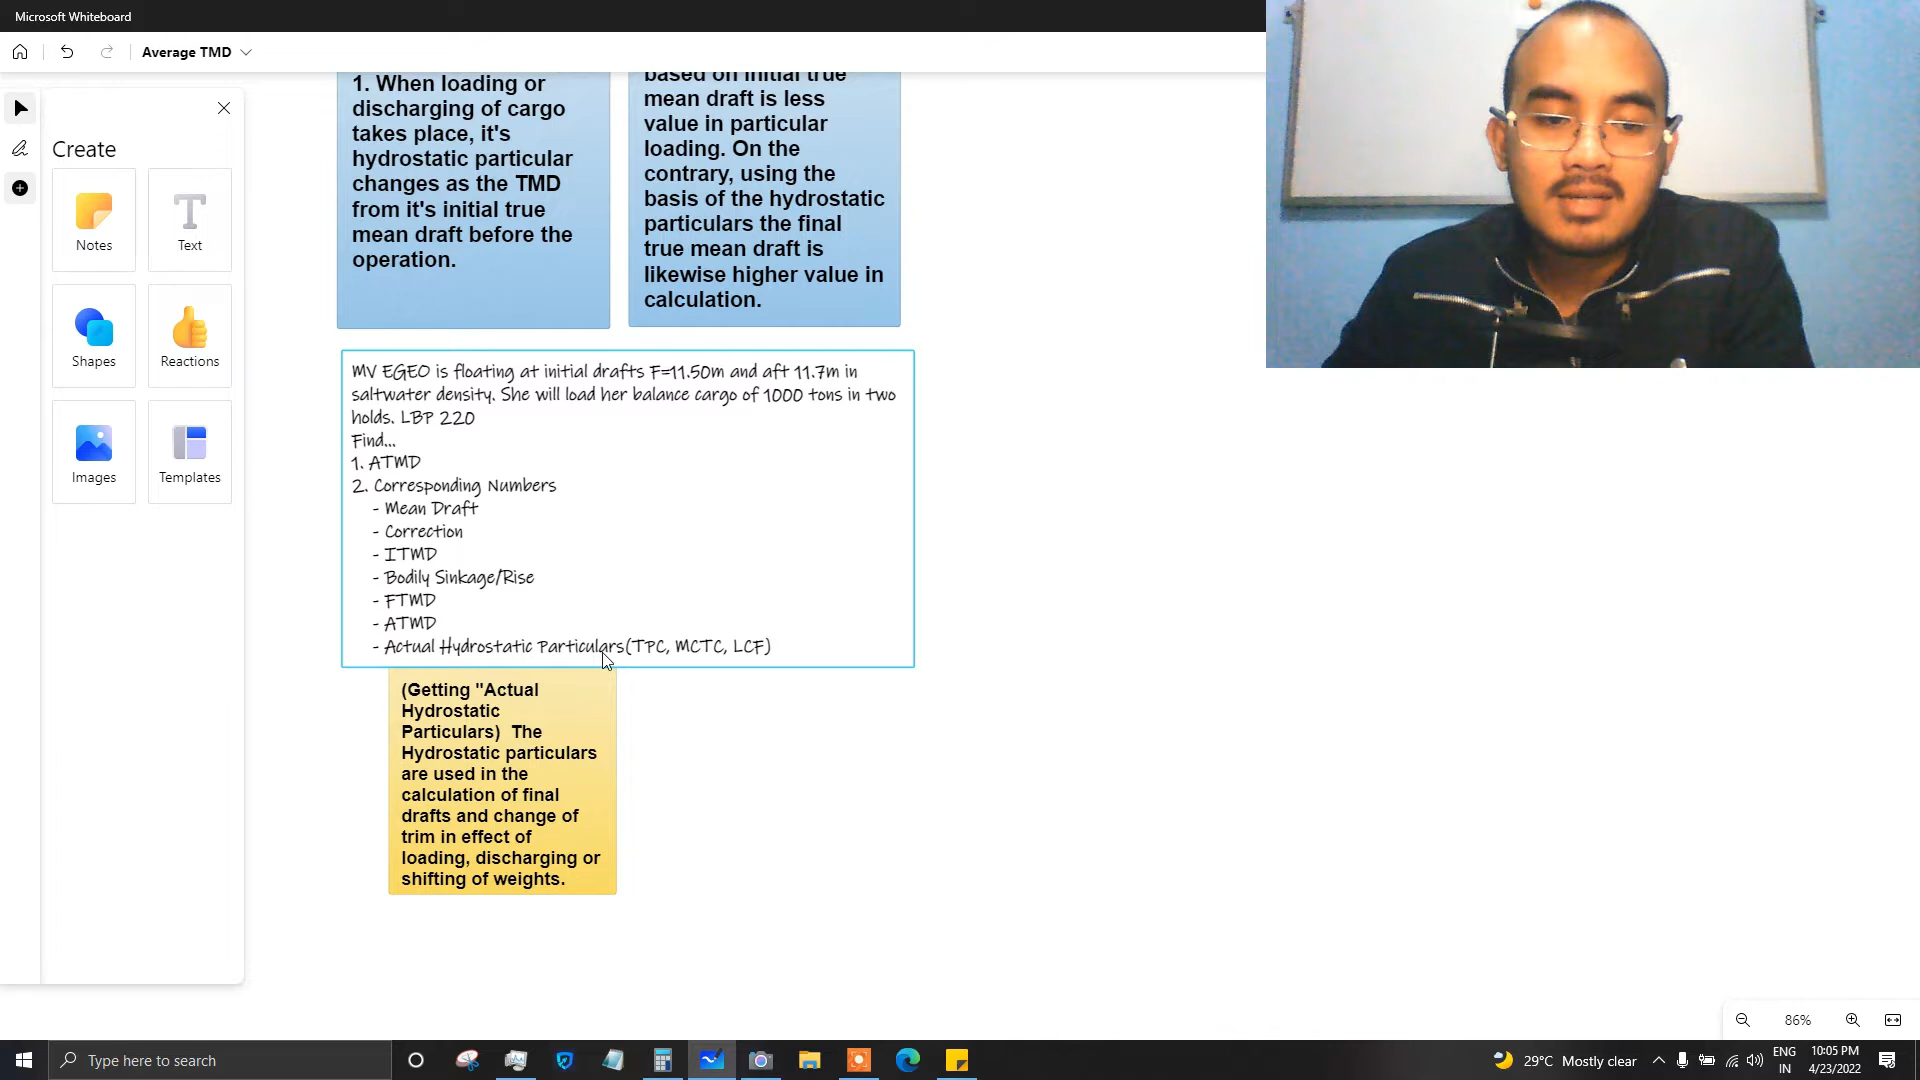 Microsoft Whiteboard
Average TMD
Create
Notes
Text
Shapes
Reactions
Images
Templates
1. When loading or
discharging of cargo
takes place, it's
hydrostatic particular
changes as the TMD
from it's initial true
mean draft before the
operation.
based on initial true
mean draft is less
value in particular
loading. On the
contrary, using the
basis of the hydrostatic
particulars the final
true mean draft is
likewise higher value in
calculation.
MV EGEO is floating at initial drafts F=11.50m and aft 11.7m in
saltwater density. She will load her balance cargo of 1000 tons in two
holds. LBP 220
Find...
1. ATMD
2. Corresponding Numbers
- Mean Draft
- Correction
- ITMD
- Bodily Sinkage/Rise
- FTMD
- ATMD
- Actual Hydrostatic Particulars(TPC, MCTC, LCF)
(Getting "Actual
Hydrostatic
Particulars) The
Hydrostatic particulars
are used in the
calculation of final
drafts and change of
trim in effect of
loading, discharging or
shifting of weights.
86%
Type here to search
29°C Mostly clear
ENG
IN
10:05 PM
4/23/2022